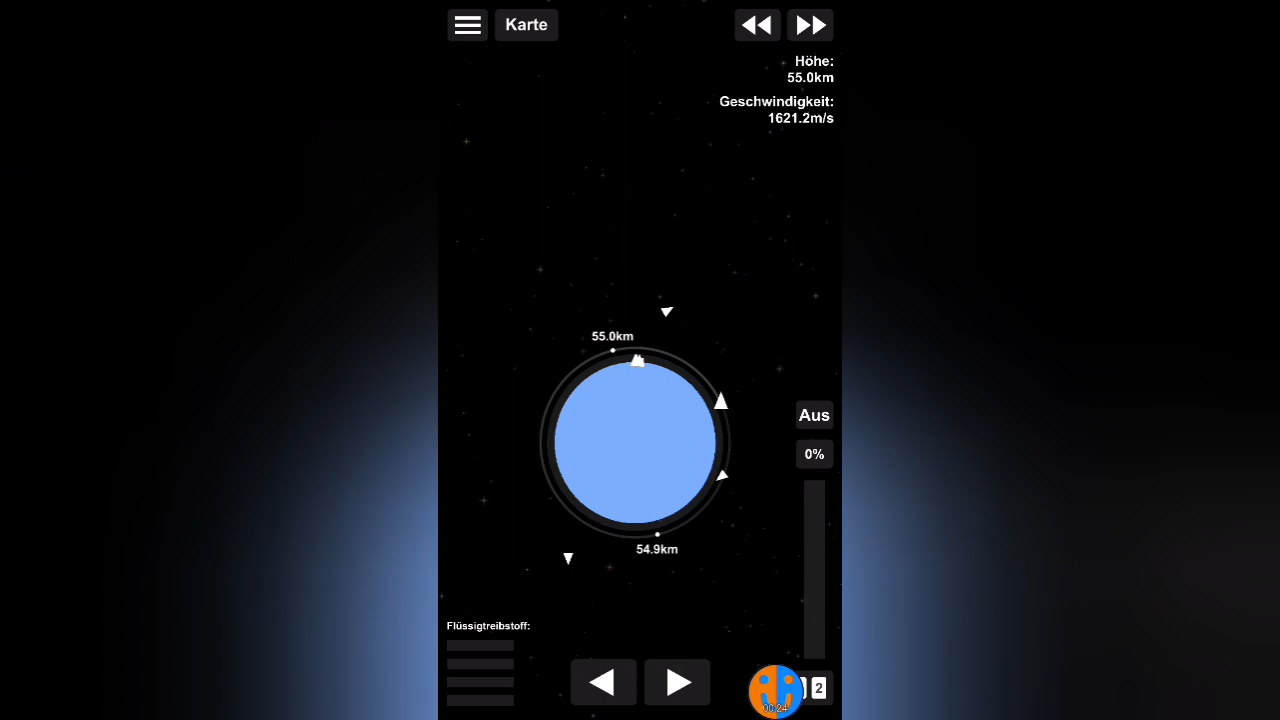 Karte
Höhe:
55.0km
Geschwindigkeit:
1621.2m/s
55.0km
Aus
0%
54.9km
Flüssigtreibstoff:
2
00:24